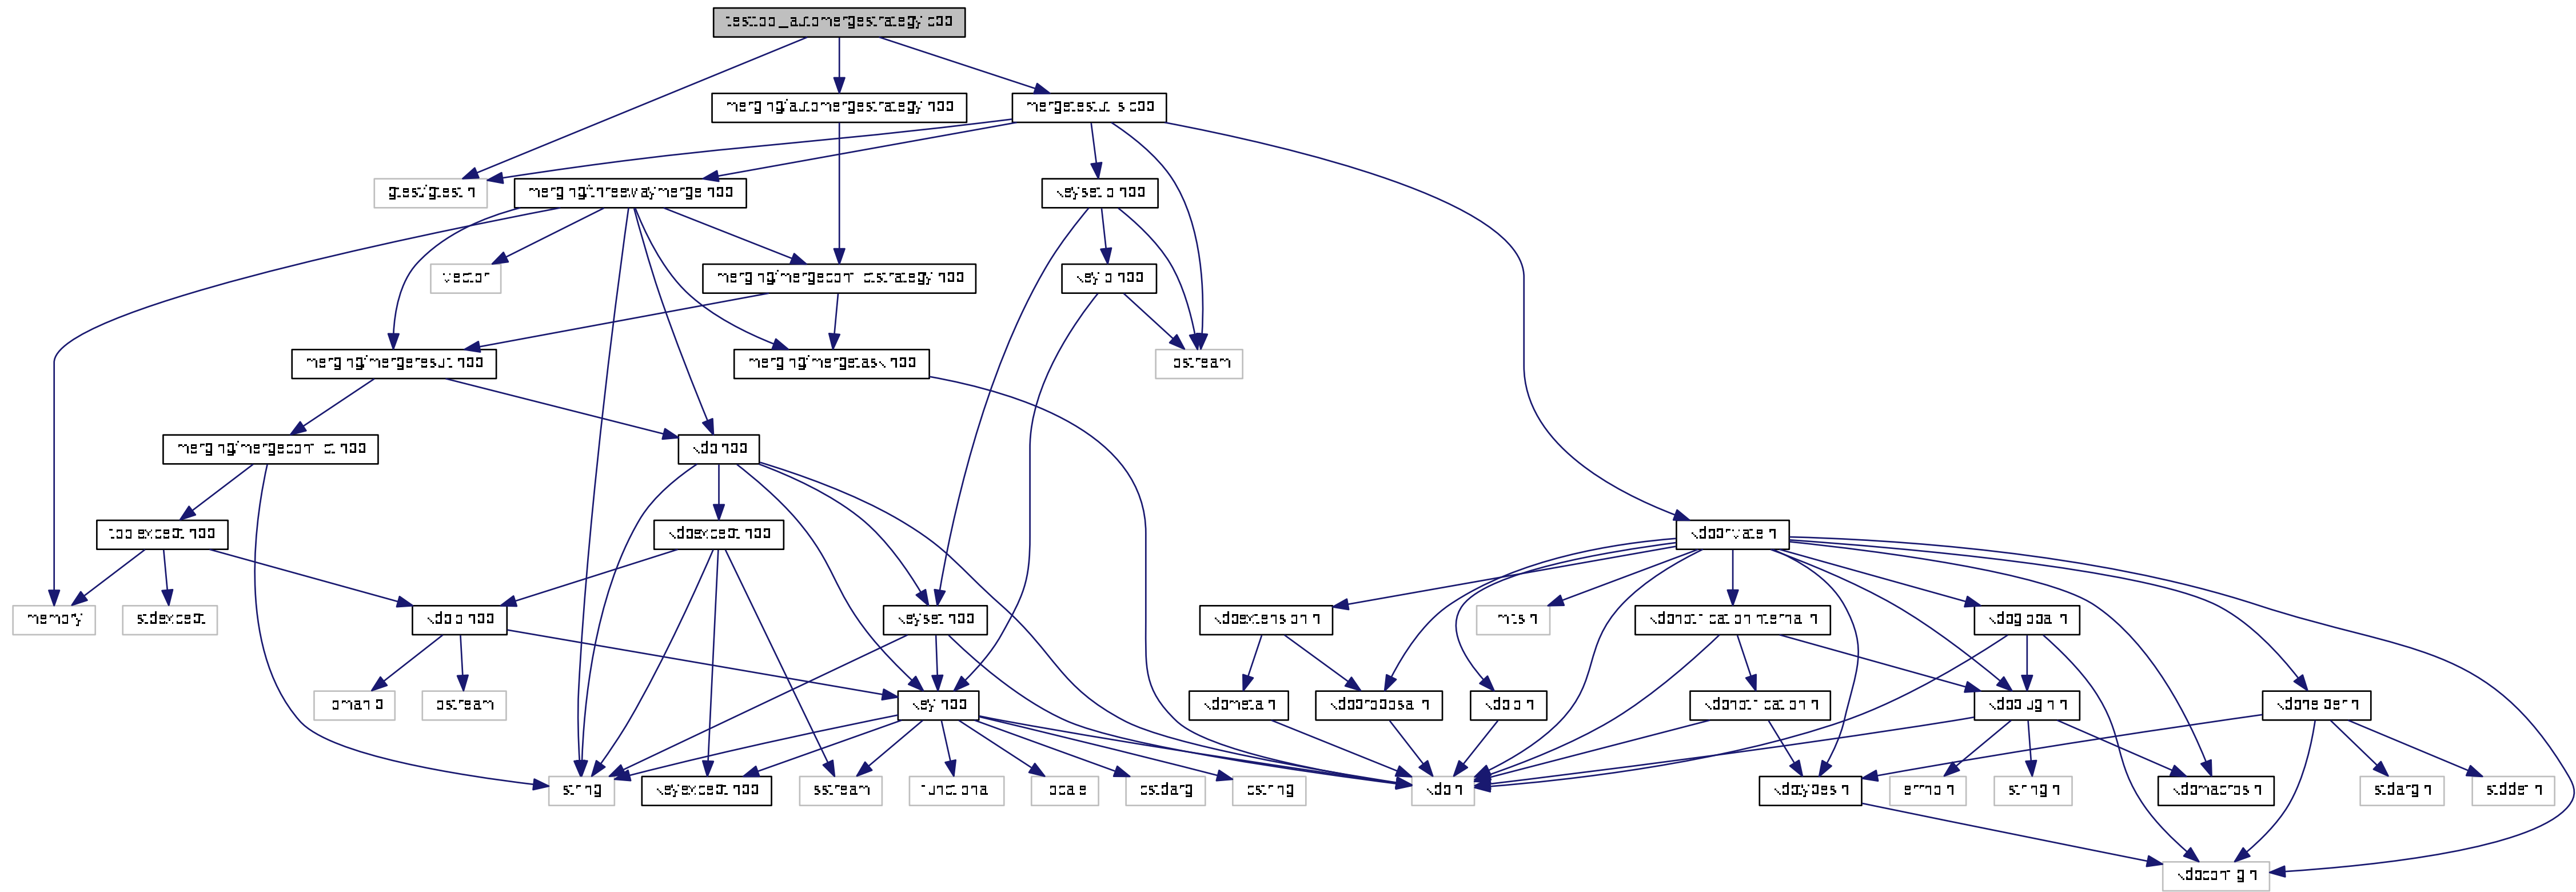 testtool_automergestrategy.cpp
merging/automergestrategy.hpp
mergetestutils.cpp
gtest/gtest.h
merging/threewaymerge.hpp
keysetio.hpp
vector
merging/mergeconflictstrategy.hpp
keyio.hpp
merging/mergeresult.hpp
merging/mergetask.hpp
iostream
merging/mergeconflict.hpp
kdb.hpp
toolexcept.hpp
kdbexcept.hpp
kdbprivate.h
memory
stdexcept
kdbio.hpp
keyset.hpp
kdbextension.h
limits.h
kdbnotificationinternal.h
kdbglobal.h
iomanip
ostream
key.hpp
kdbmeta.h
kdbproposal.h
kdbio.h
kdbnotification.h
kdbplugin.h
kdbhelper.h
string
keyexcept.hpp
sstream
functional
locale
cstdarg
cstring
kdb.h
kdbtypes.h
errno.h
string.h
kdbmacros.h
stdarg.h
stddef.h
kdbconfig.h